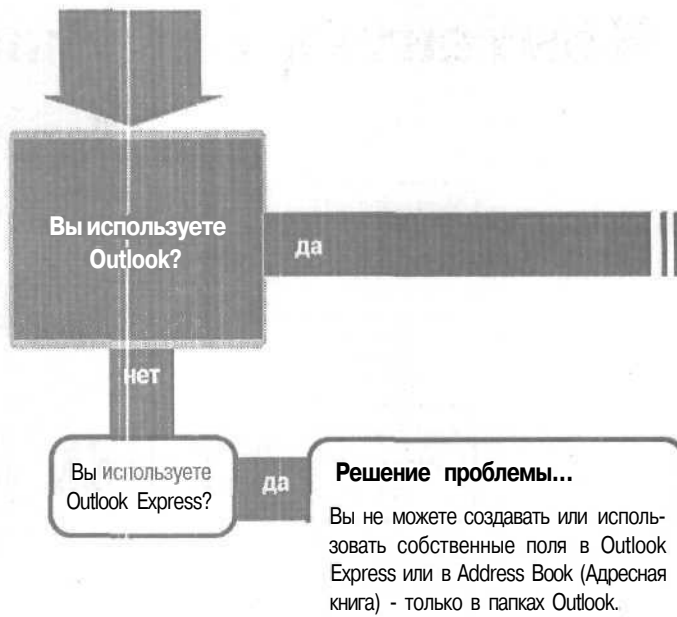 Вы используете
Outlook?
да
нет
Вы используете
Outlook Express?
да
Решение проблемы...
Вы не можете создавать или исполь-
зовать собственные поля в Outlook
Express или в Address Book (Адресная
книга) - только в папках Outlook.